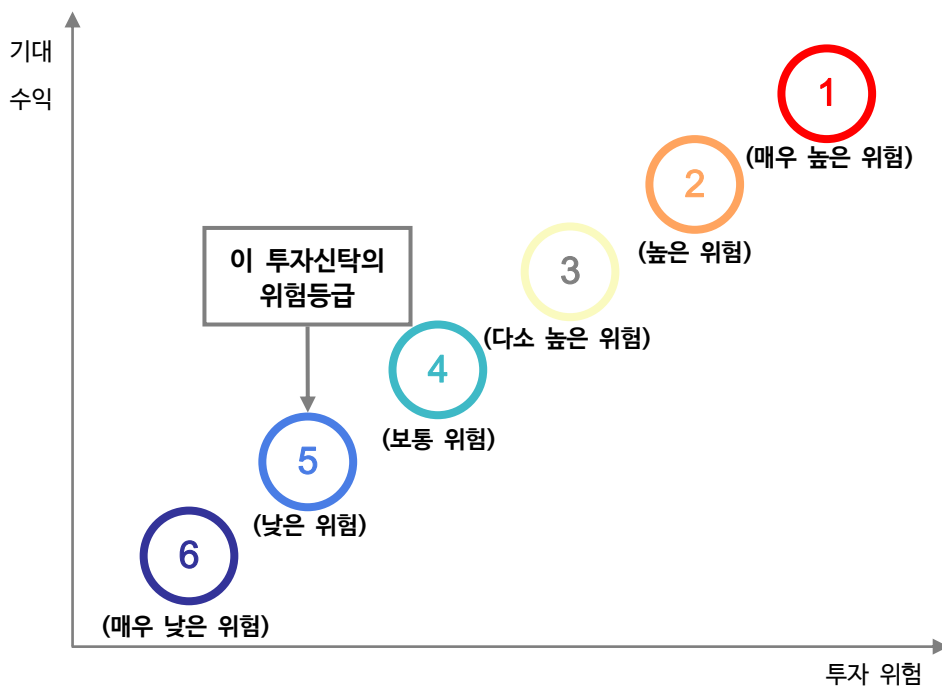 기대
수익
1
(매우 높은 위험)
2
(높은 위험)
이 투자신탁의
위험등급
3
(다소 높은 위험)
4
(보통 위험)
5
(낮은 위험)
6
(매우 낮은 위험)
투자 위험